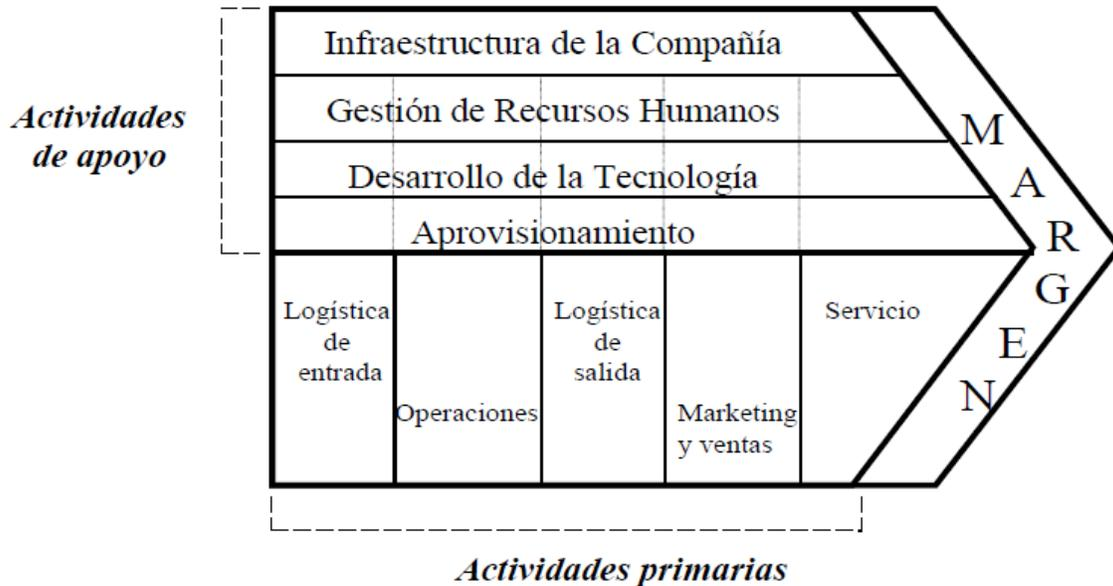 Infraestructura de la Compañía
Gestión de Recursos Humanos
Desarrollo de la Tecnología
Aprovisionamiento
Actividades
de apoyo
Logística
de
entrada
Operaciones
Logística
de
salida
Marketing
y ventas
Servicio
MARGEN
Actividades primarias